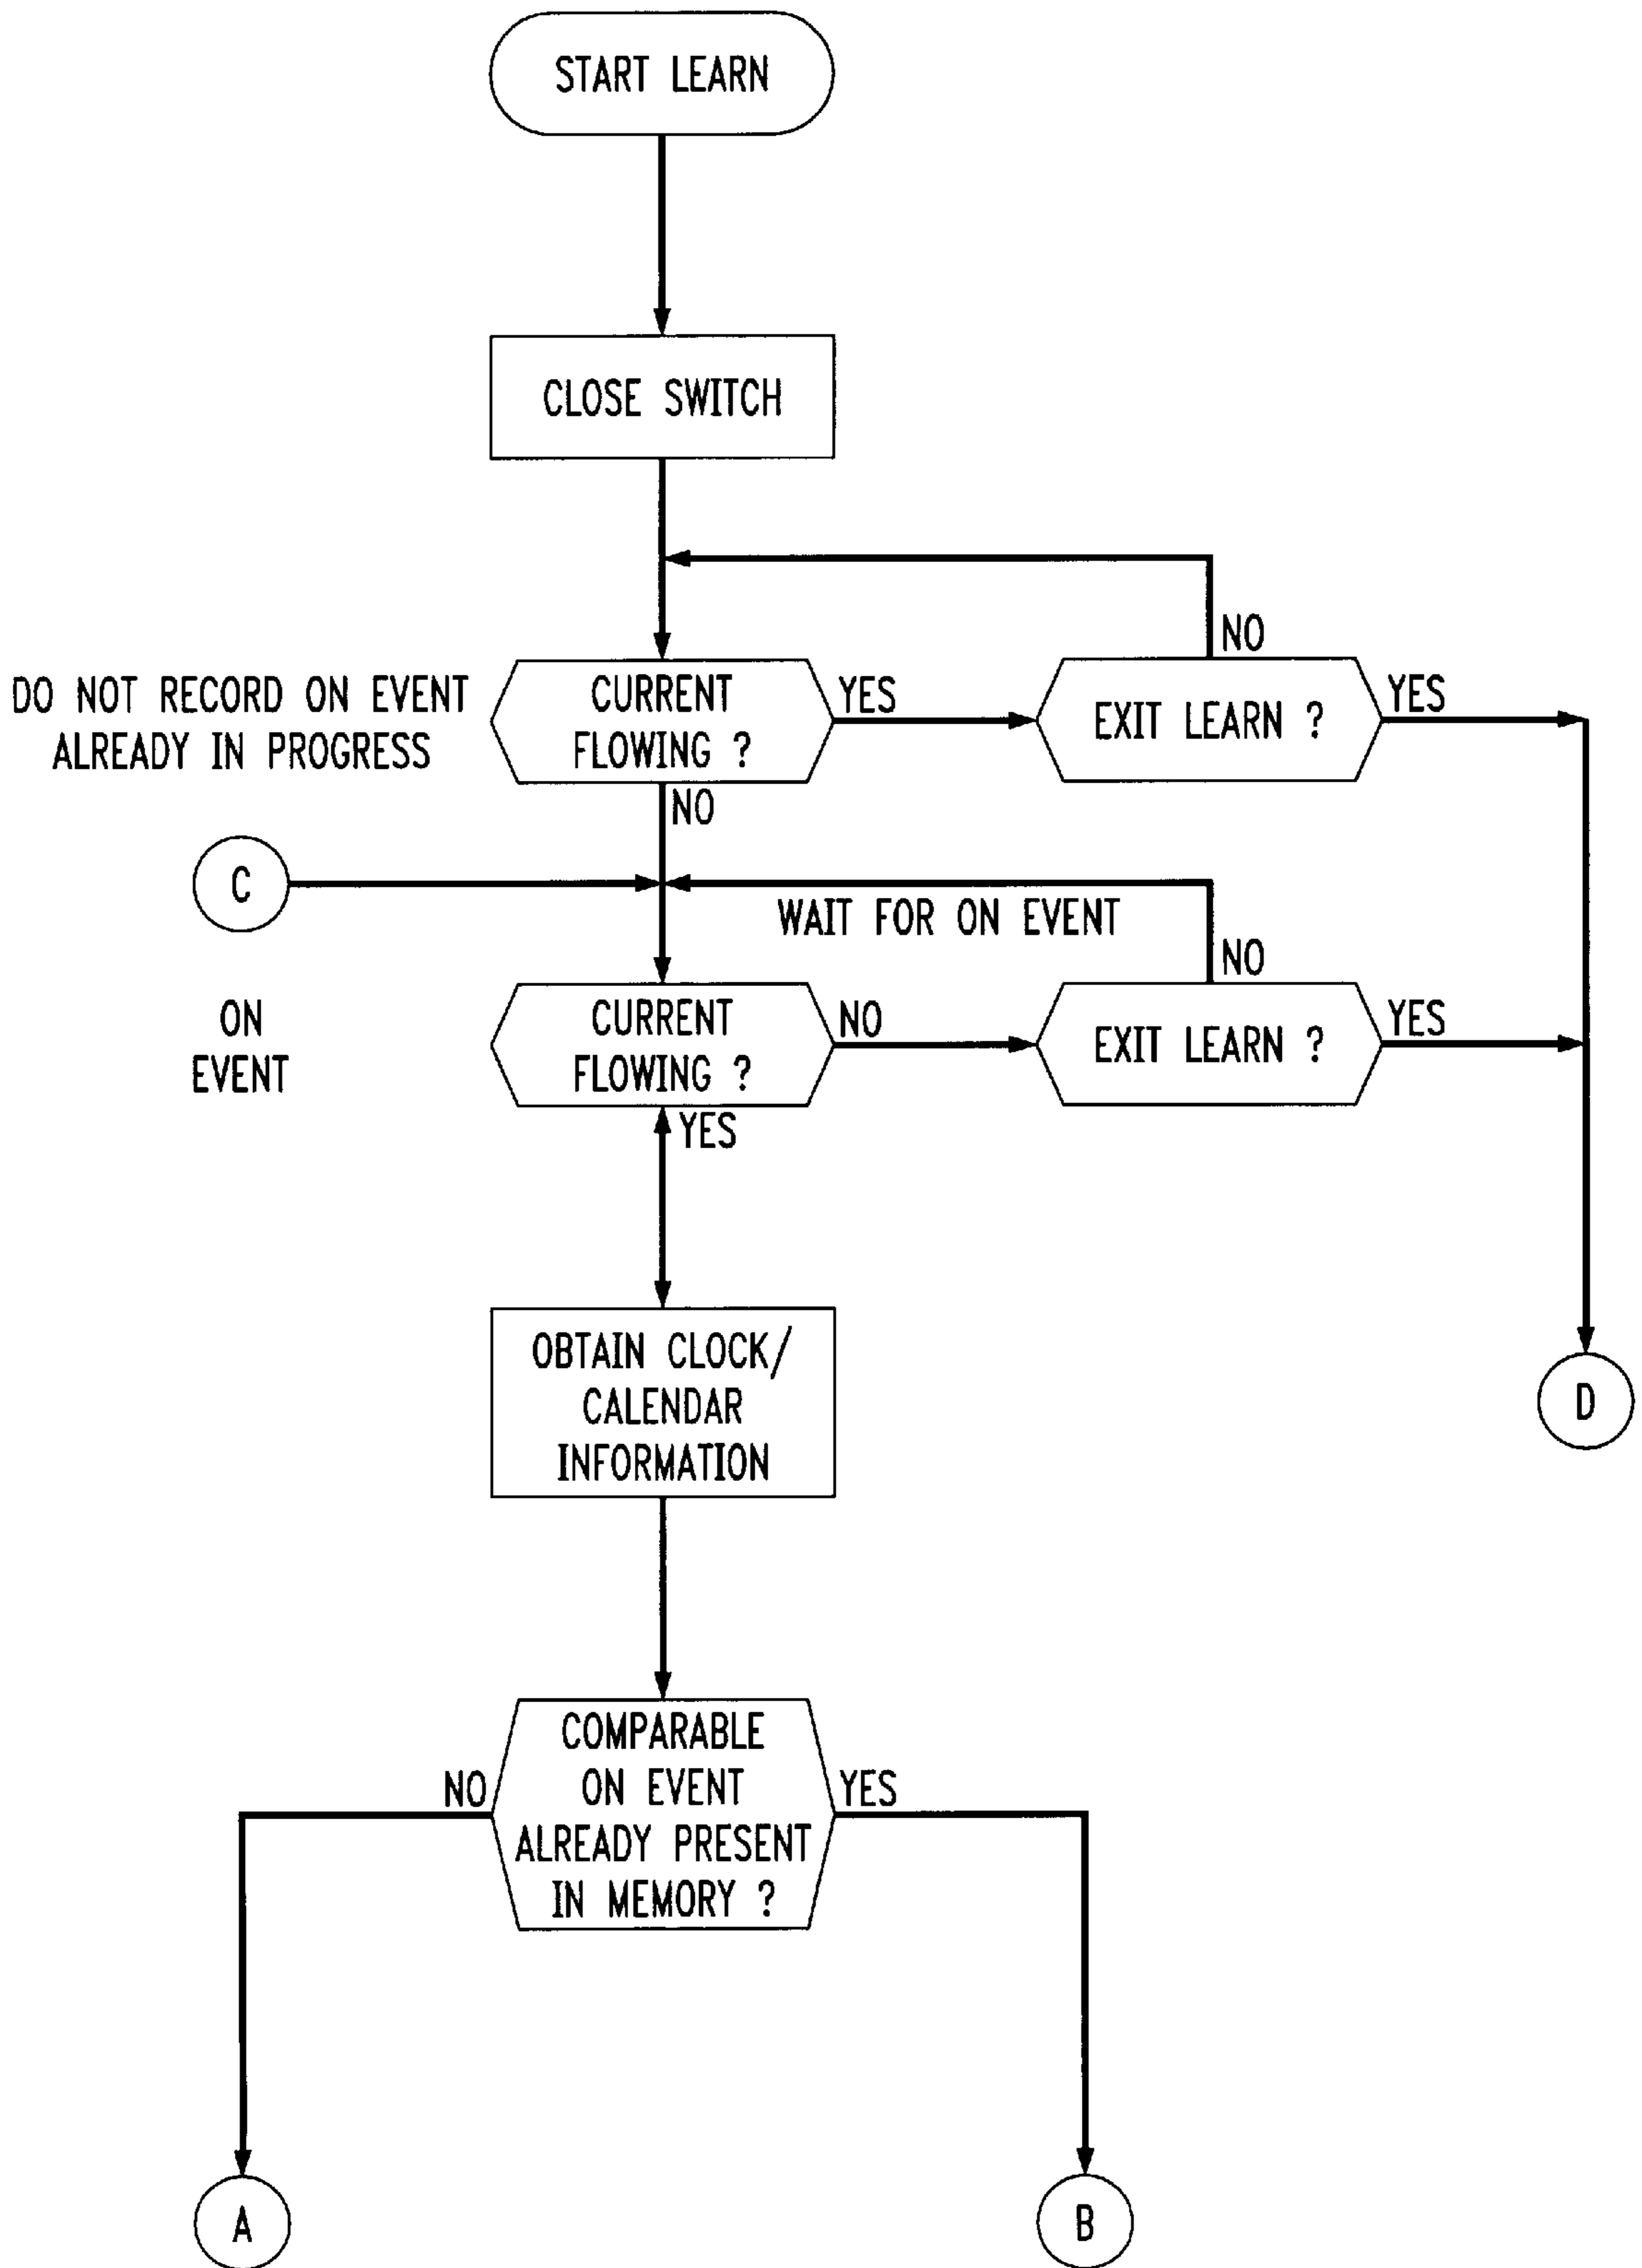 START LEARN
CLOSE SWITCH
NO
DO NOT RECORD ON EVENT
ALREADY IN PROGRESS
CURRENT
FLOWING ?
YES
EXIT LEARN ?
YES
NO
C
WAIT FOR ON EVENT
NO
ON
EVENT
CURRENT
FLOWING ?
NO
EXIT LEARN ?
YES
YES
OBTAIN CLOCK/
CALENDAR
INFORMATION
D
COMPARABLE
ON EVENT
ALREADY PRESENT
IN MEMORY ?
NO
YES
A
B